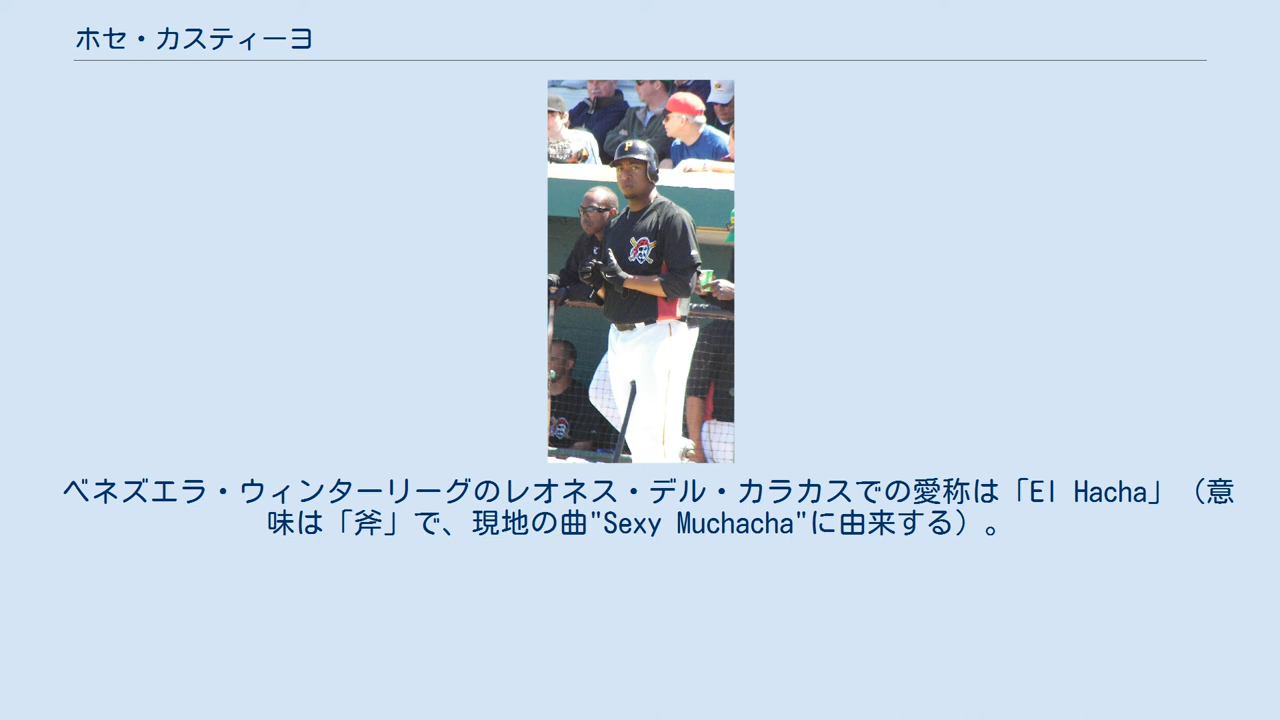 ホセ・カスティーヨ
P
ベネズエラ・ウィンターリーグのレオネス・デル・カラカスでの愛称は「El Hacha」（意
味は「斧」で、現地の曲"Sexy Muchacha"に由来する）。